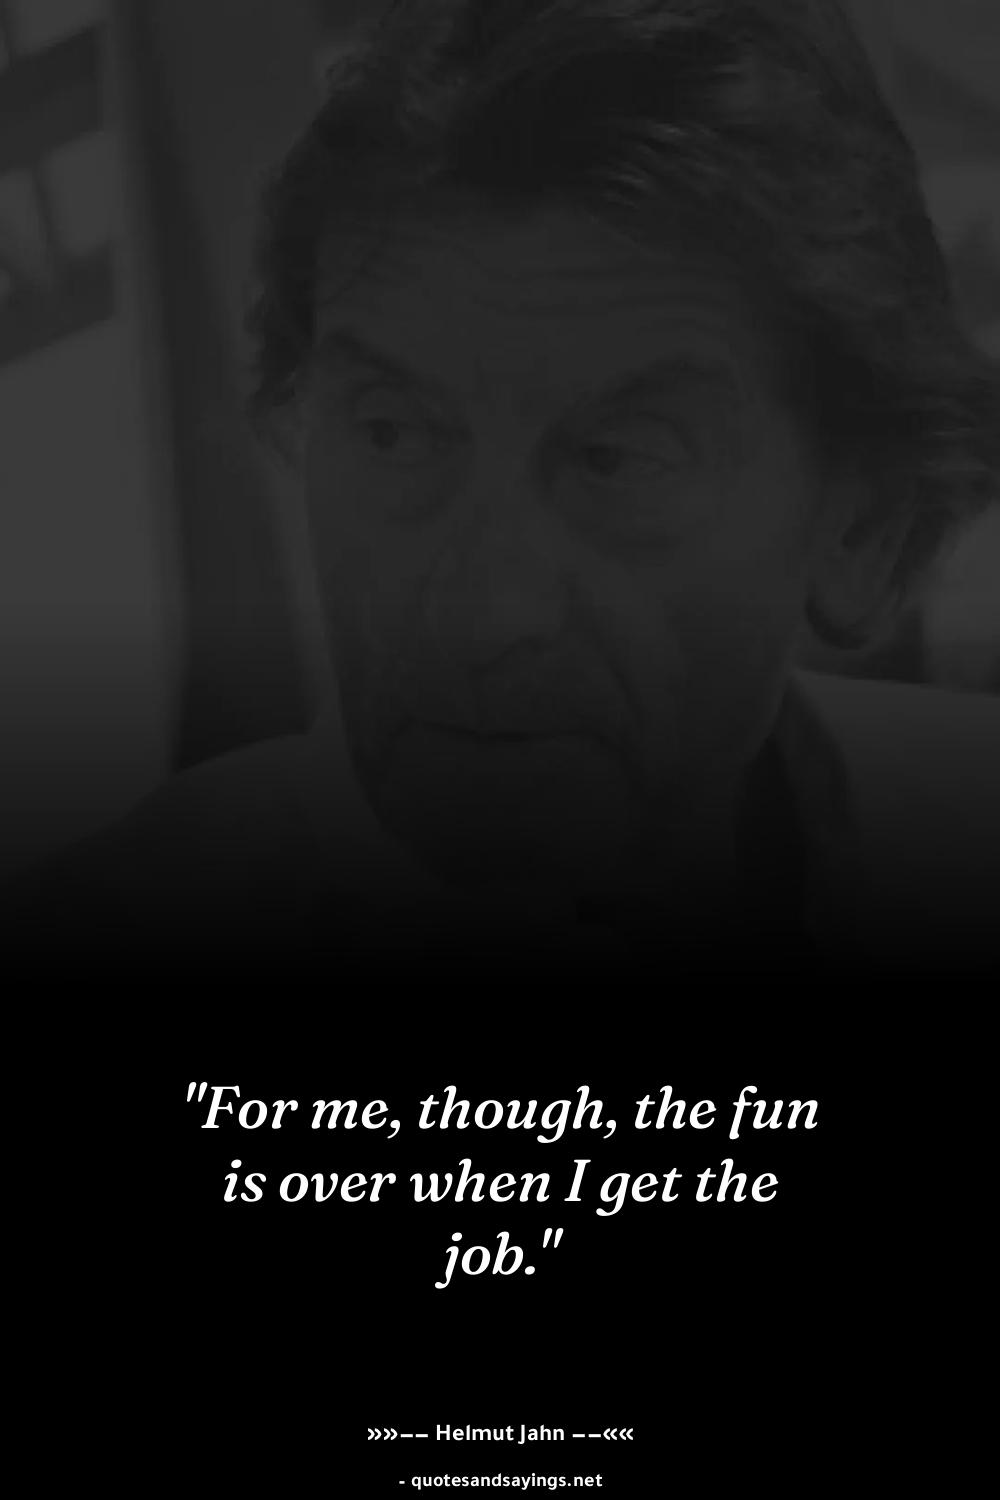 "For me, though, the fun
is over when I get the
job."
»»−− Helmut Jahn −−««
- quotesandsayings.net